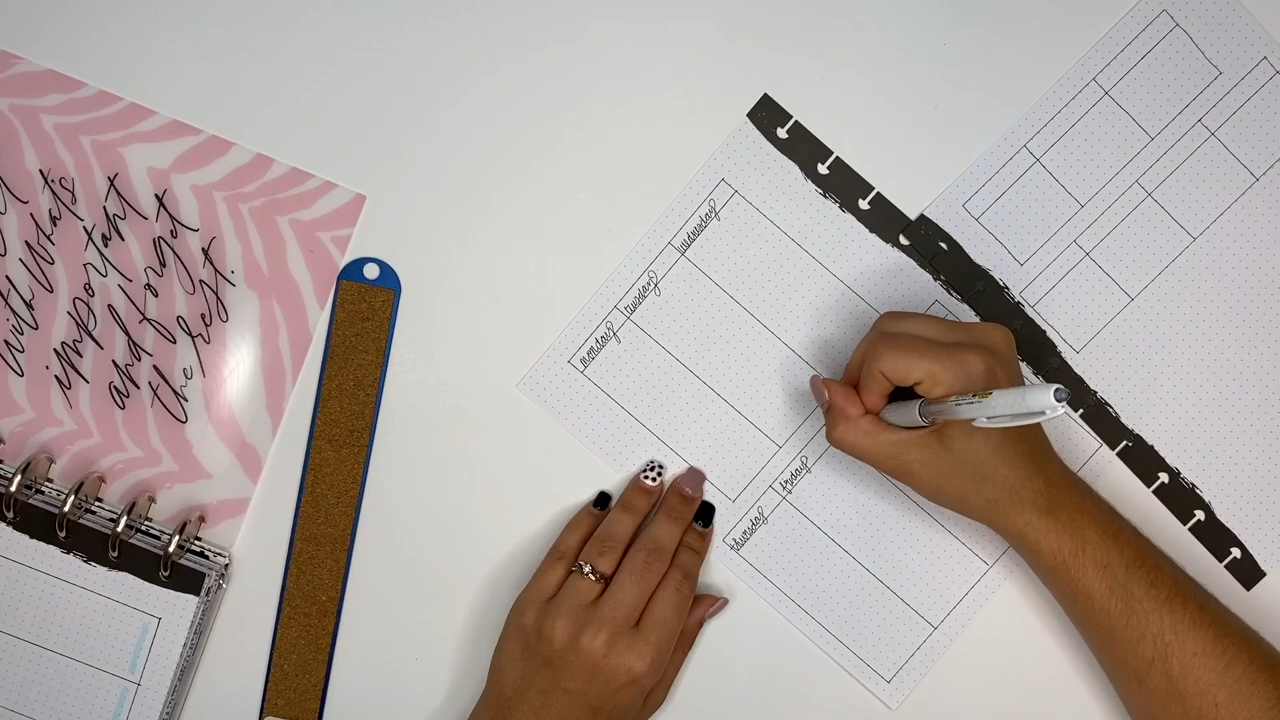 with what's
important
and forget
the rest.
monday
tuesday
wednesday
thursday
friday